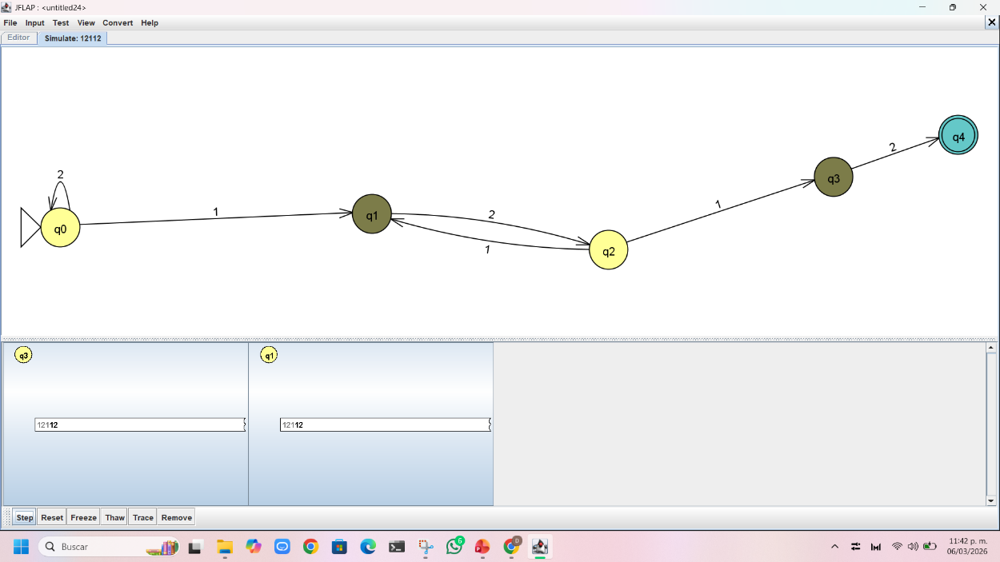 JFLAP : <untitled24>
File Input Test View Convert Help
Editor Simulate: 12112
2
q0
1
q1
2
1
q2
1
q3
2
q4
q3
12112
q1
12112
Step Reset Freeze Thaw Trace Remove
Buscar
6
D
11:42 p. m.
06/03/2026